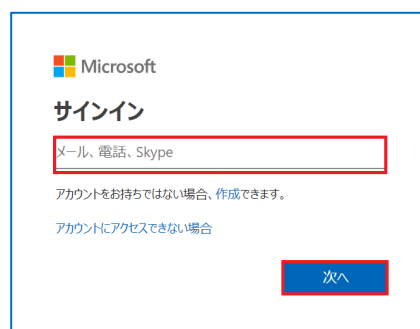 Microsoft
サインイン
メール、電話、Skype
アカウントをお持ちではない場合、作成できます。
アカウントにアクセスできない場合
次へ